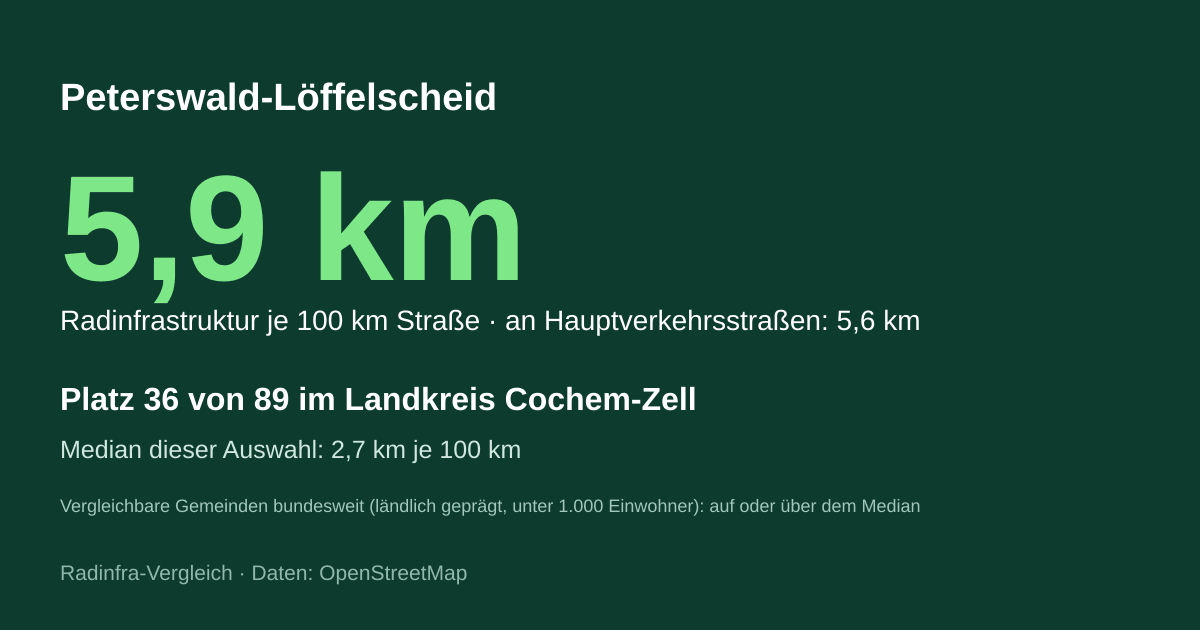 Peterswald-Löffelscheid
5,9 km
Radinfrastruktur je 100 km Straße · an Hauptverkehrsstraßen: 5,6 km
Platz 36 von 89 im Landkreis Cochem-Zell
Median dieser Auswahl: 2,7 km je 100 km
Vergleichbare Gemeinden bundesweit (ländlich geprägt, unter 1.000 Einwohner): auf oder über dem Median
Radinfra-Vergleich · Daten: OpenStreetMap